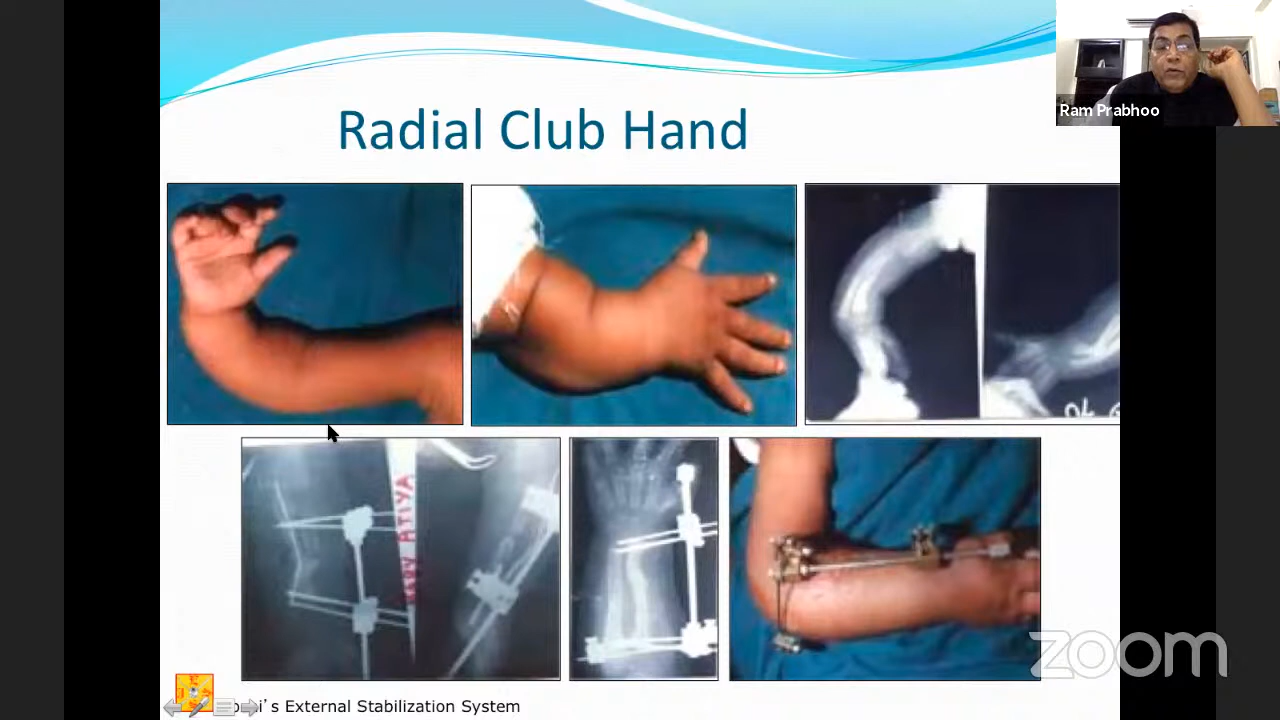 Ram Prabhoo
Radial Club Hand
External Stabilization System
zoom